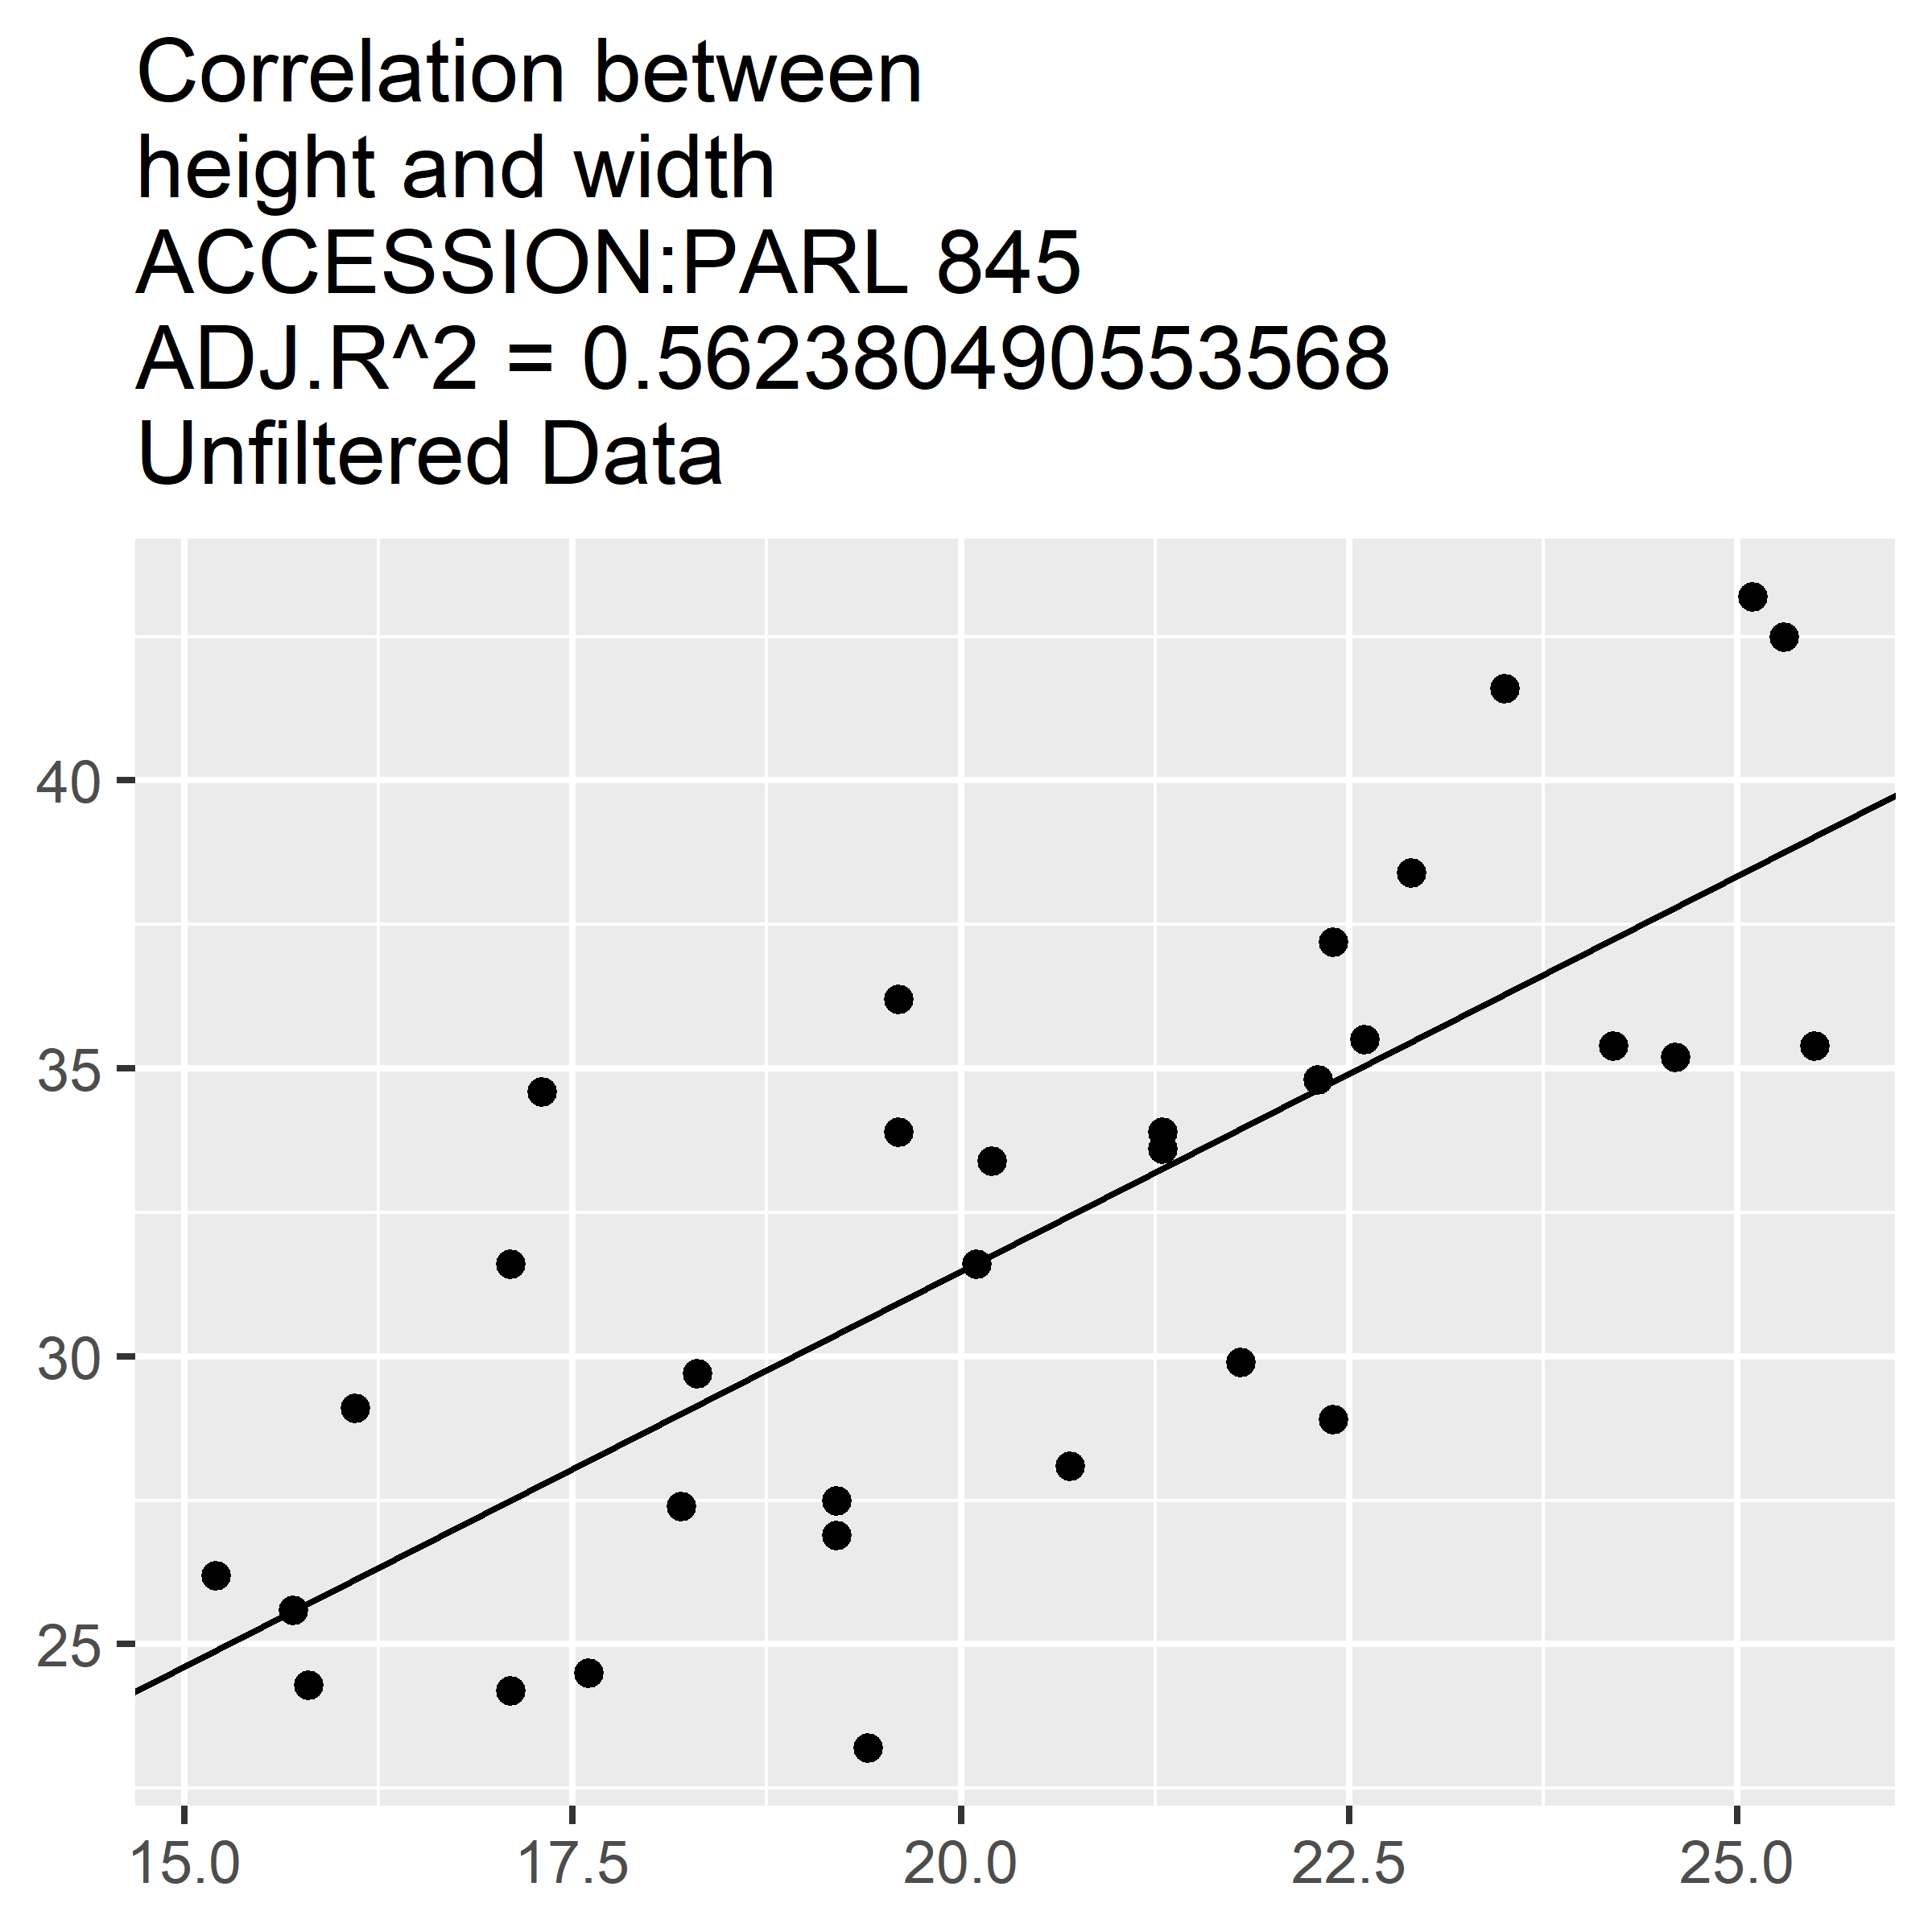 Correlation between
height and width
ACCESSION:PARL 845
ADJ.R^2 = 0.562380490553568
Unfiltered Data
40
35
30
25
15.0 17.5 20.0 22.5 25.0